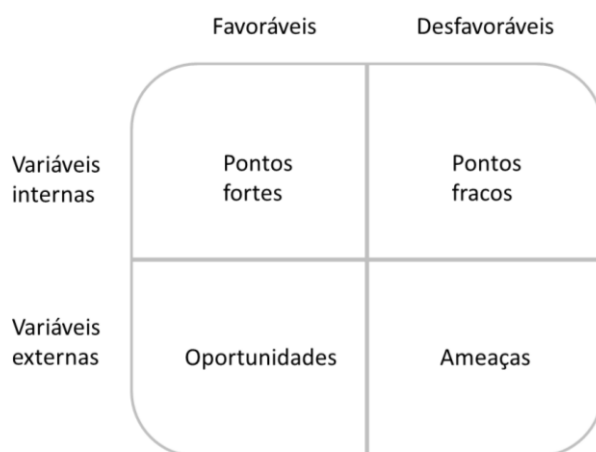 Favoráveis Desfavoráveis
Variáveis
internas
Pontos
fortes
Pontos
fracos
Variáveis
externas
Oportunidades
Ameaças